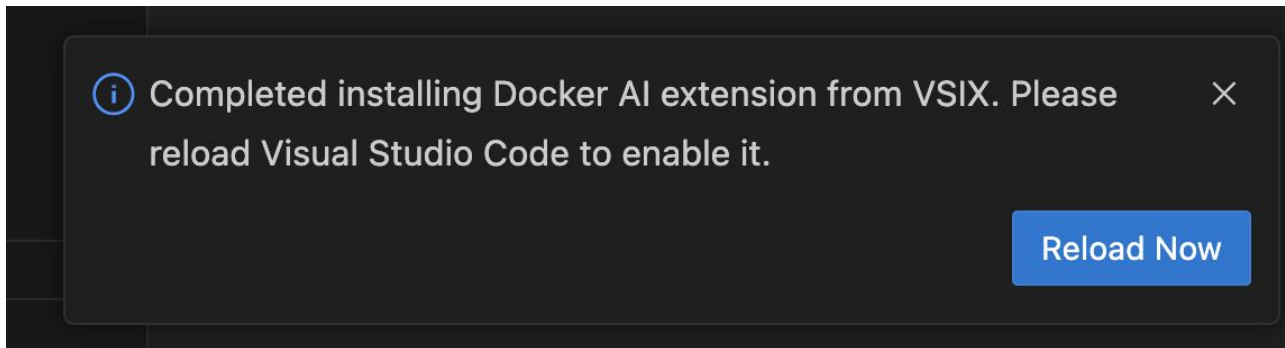 Completed installing Docker AI extension from VSIX. Please
reload Visual Studio Code to enable it.
Reload Now